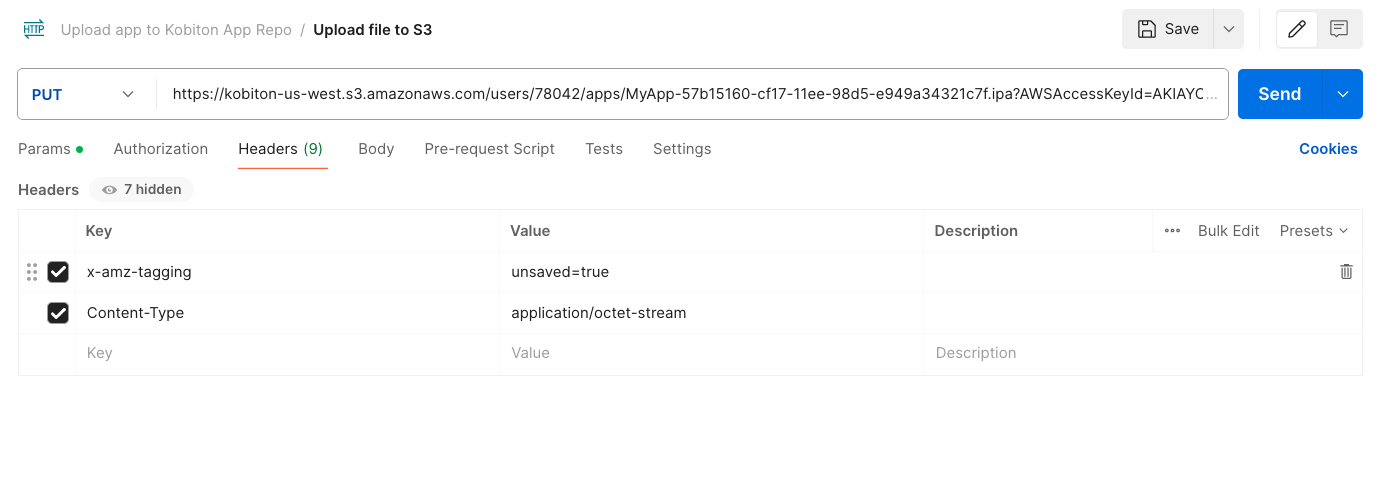 HTTP Upload app to Kobiton App Repo / Upload file to S3 Save
PUT https://kobiton-us-west.s3.amazonaws.com/users/78042/apps/MyApp-57b15160-cf17-11ee-98d5-e949a34321c7f.ipa?AWSAccessKeyId=AKIAYC... Send
Params Authorization Headers (9) Body Pre-request Script Tests Settings Cookies
Headers 7 hidden
Key Value Description Bulk Edit Presets
x-amz-tagging unsaved=true
Content-Type application/octet-stream
Key Value Description